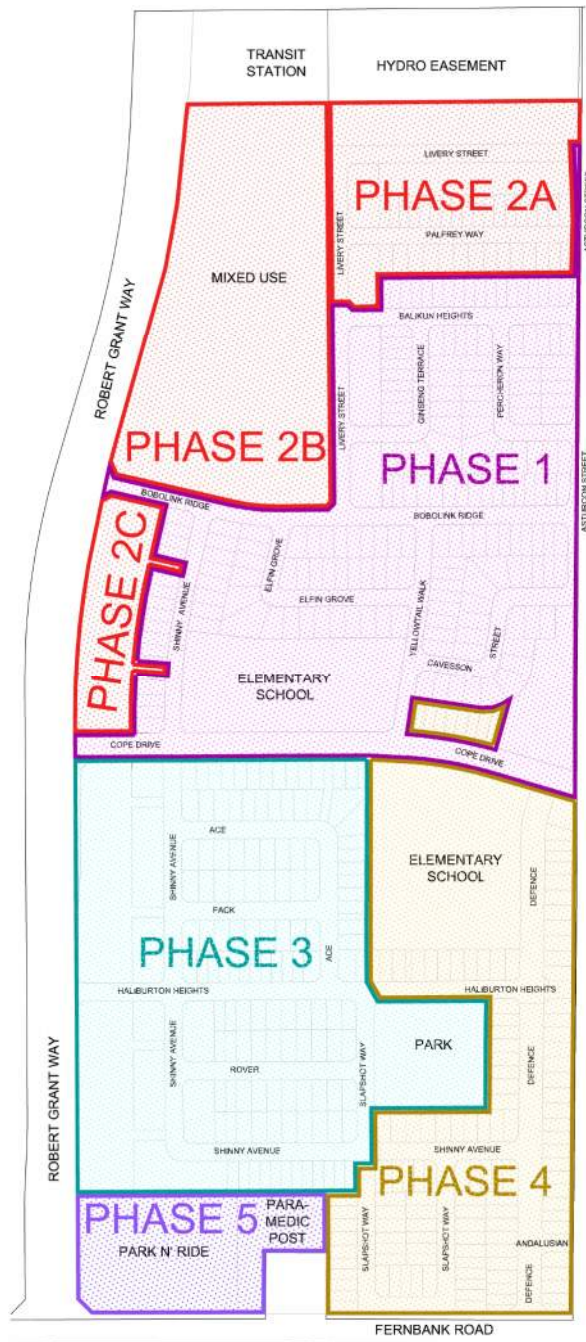 TRANSIT
STATION
HYDRO EASEMENT
LIVERY STREET
PHASE 2A
LIVERY STREET
PALFREY WAY
MIXED USE
ROBERT GRANT WAY
BALIKUN HEIGHTS
GINSENG TERRACE
PERCHERON WAY
LIVERY STREET
PHASE 2B
PHASE 1
ASTURCON STREET
BOBOLINK RIDGE
BOBOLINK RIDGE
PHASE 2C
ELFIN GROVE
SHINNY AVENUE
ELFIN GROVE
YELLOWTAIL WALK
STREET
CAVESSON
ELEMENTARY
SCHOOL
COPE DRIVE
COPE DRIVE
ACE
SHINNY AVENUE
ELEMENTARY
SCHOOL
DEFENCE
PACK
PHASE 3
ACE
HALIBURTON HEIGHTS
HALIBURTON HEIGHTS
ROBERT GRANT WAY
SHINNY AVENUE
ROVER
SLAPSHOT WAY
PARK
DEFENCE
SHINNY AVENUE
SHINNY AVENUE
PHASE 4
PHASE 5
PARA-
MEDIC
POST
PARK N' RIDE
SLAPSHOT WAY
SLAPSHOT WAY
ANDALUSIAN
DEFENCE
FERNBANK ROAD